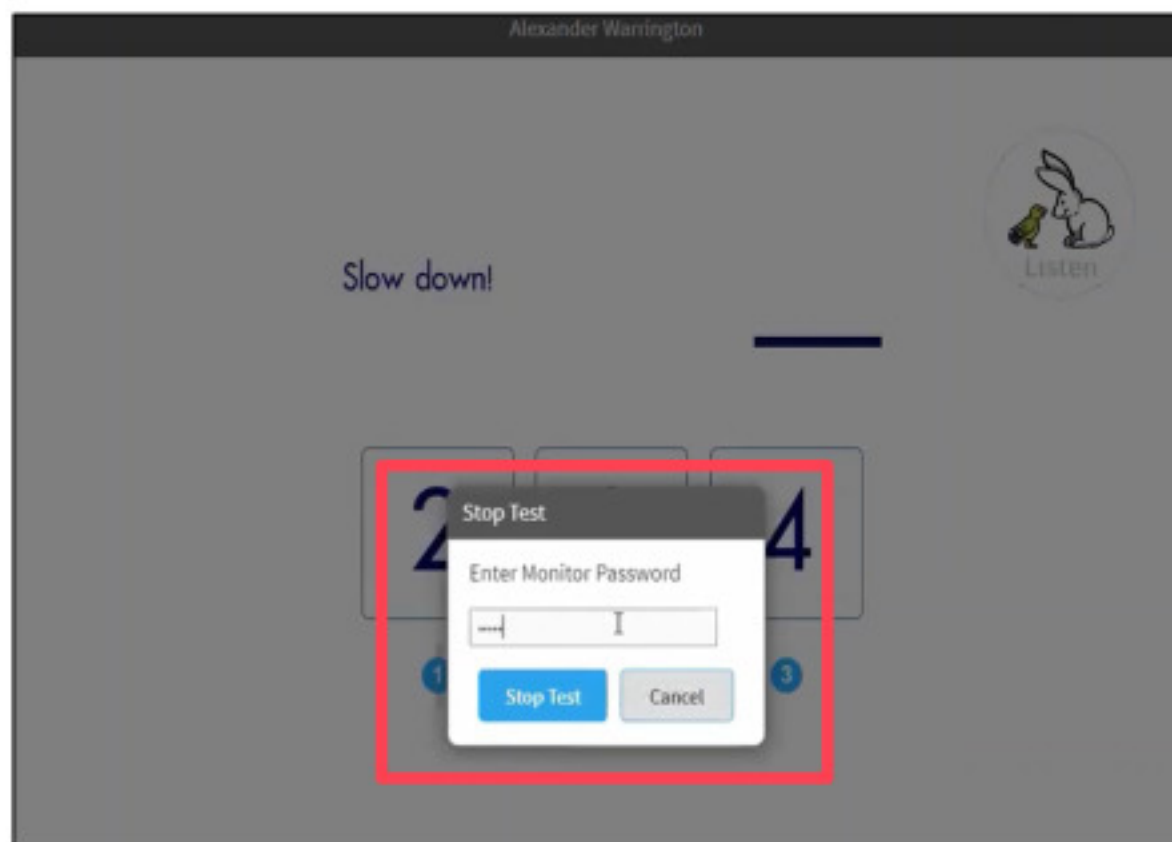 Alexander Warrington
Listen
Slow down!
2 4
Stop Test
Enter Monitor Password
Stop Test Cancel
1 3